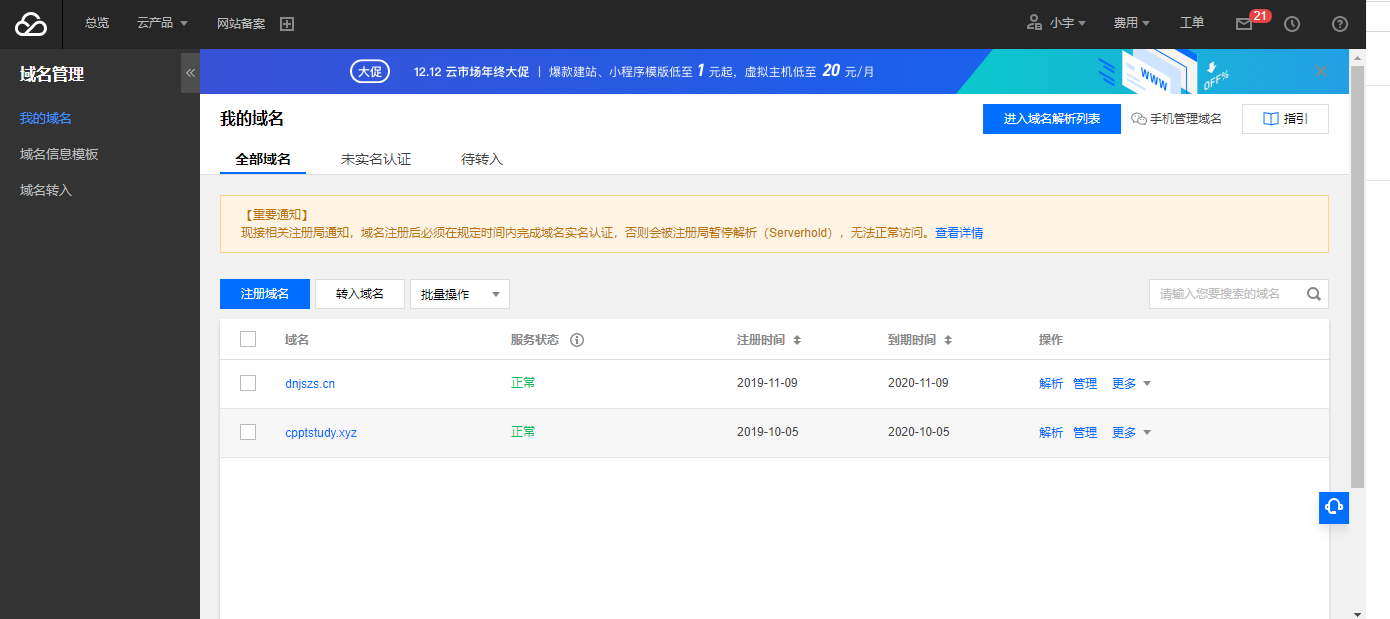 总览 云产品 网站备案 小宇 费用 工单 21
域名管理
我的域名
域名信息模板
域名转入
大促 12.12 云市场年终大促 | 爆款建站、小程序模版低至 1 元起，虚拟主机低至 20 元/月 WWW OFF%
我的域名 进入域名解析列表 手机管理域名 指引
全部域名 未实名认证 待转入
【重要通知】
现接相关注册局通知，域名注册后必须在规定时间内完成域名实名认证，否则会被注册局暂停解析（Serverhold），无法正常访问。查看详情
注册域名 转入域名 批量操作 请输入您要搜索的域名
域名 服务状态 注册时间 到期时间 操作
dnjszs.cn 正常 2019-11-09 2020-11-09 解析 管理 更多
cpptstudy.xyz 正常 2019-10-05 2020-10-05 解析 管理 更多